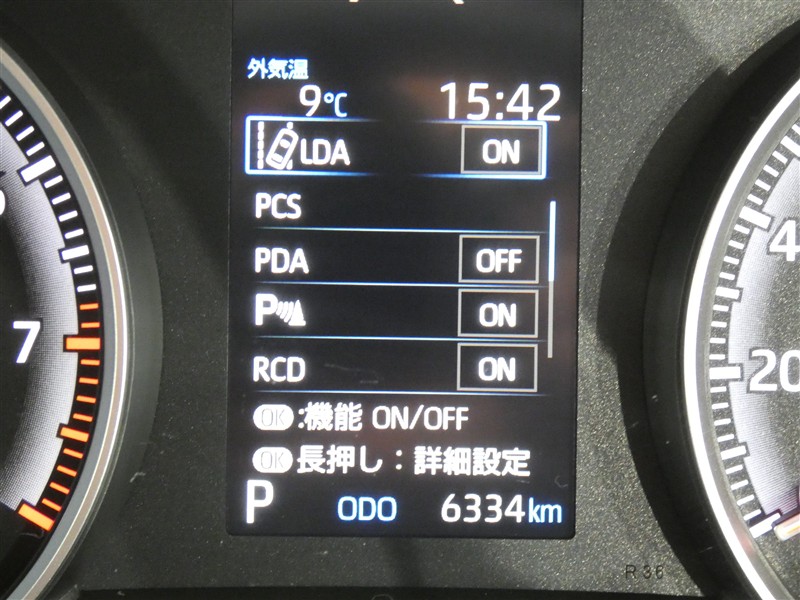 外気温
9℃ 15:42
LDA ON
PCS
PDA OFF
P ON
RCD ON
OK:機能 ON/OFF
OK長押し：詳細設定
P ODO 6334km
7
4
20